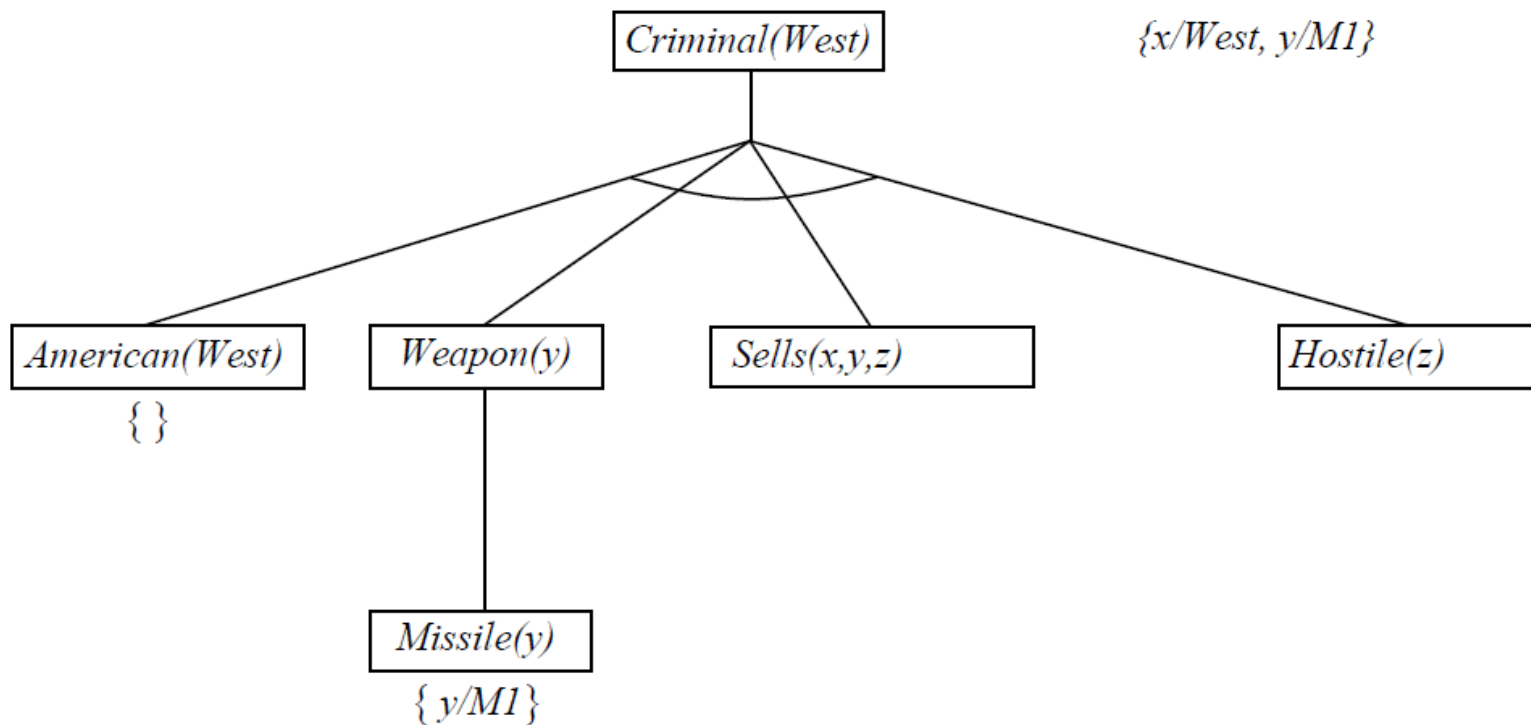 Criminal(West)
{x/West, y/M1}
American(West)
Weapon(y)
Sells(x,y,z)
Hostile(z)
{ }
Missile(y)
{ y/M1}